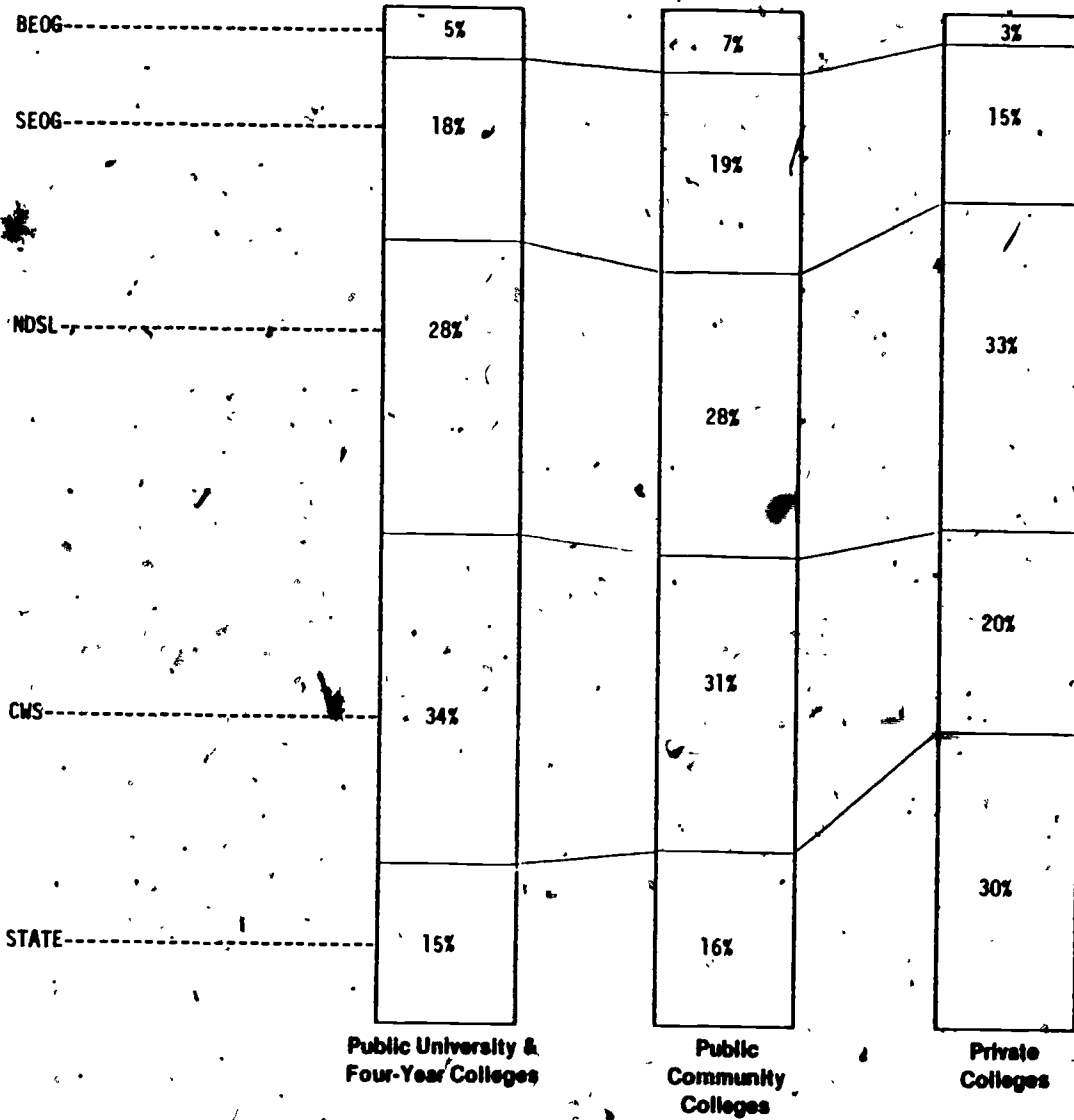 BEOG 5% 7% 3%
SEOG 18% 19% 15%
NDSL 28% 28% 33%
CWS 34% 31% 20%
STATE 15% 16% 30%
Public University &
Four-Year Colleges
Public
Community
Colleges
Private
Colleges